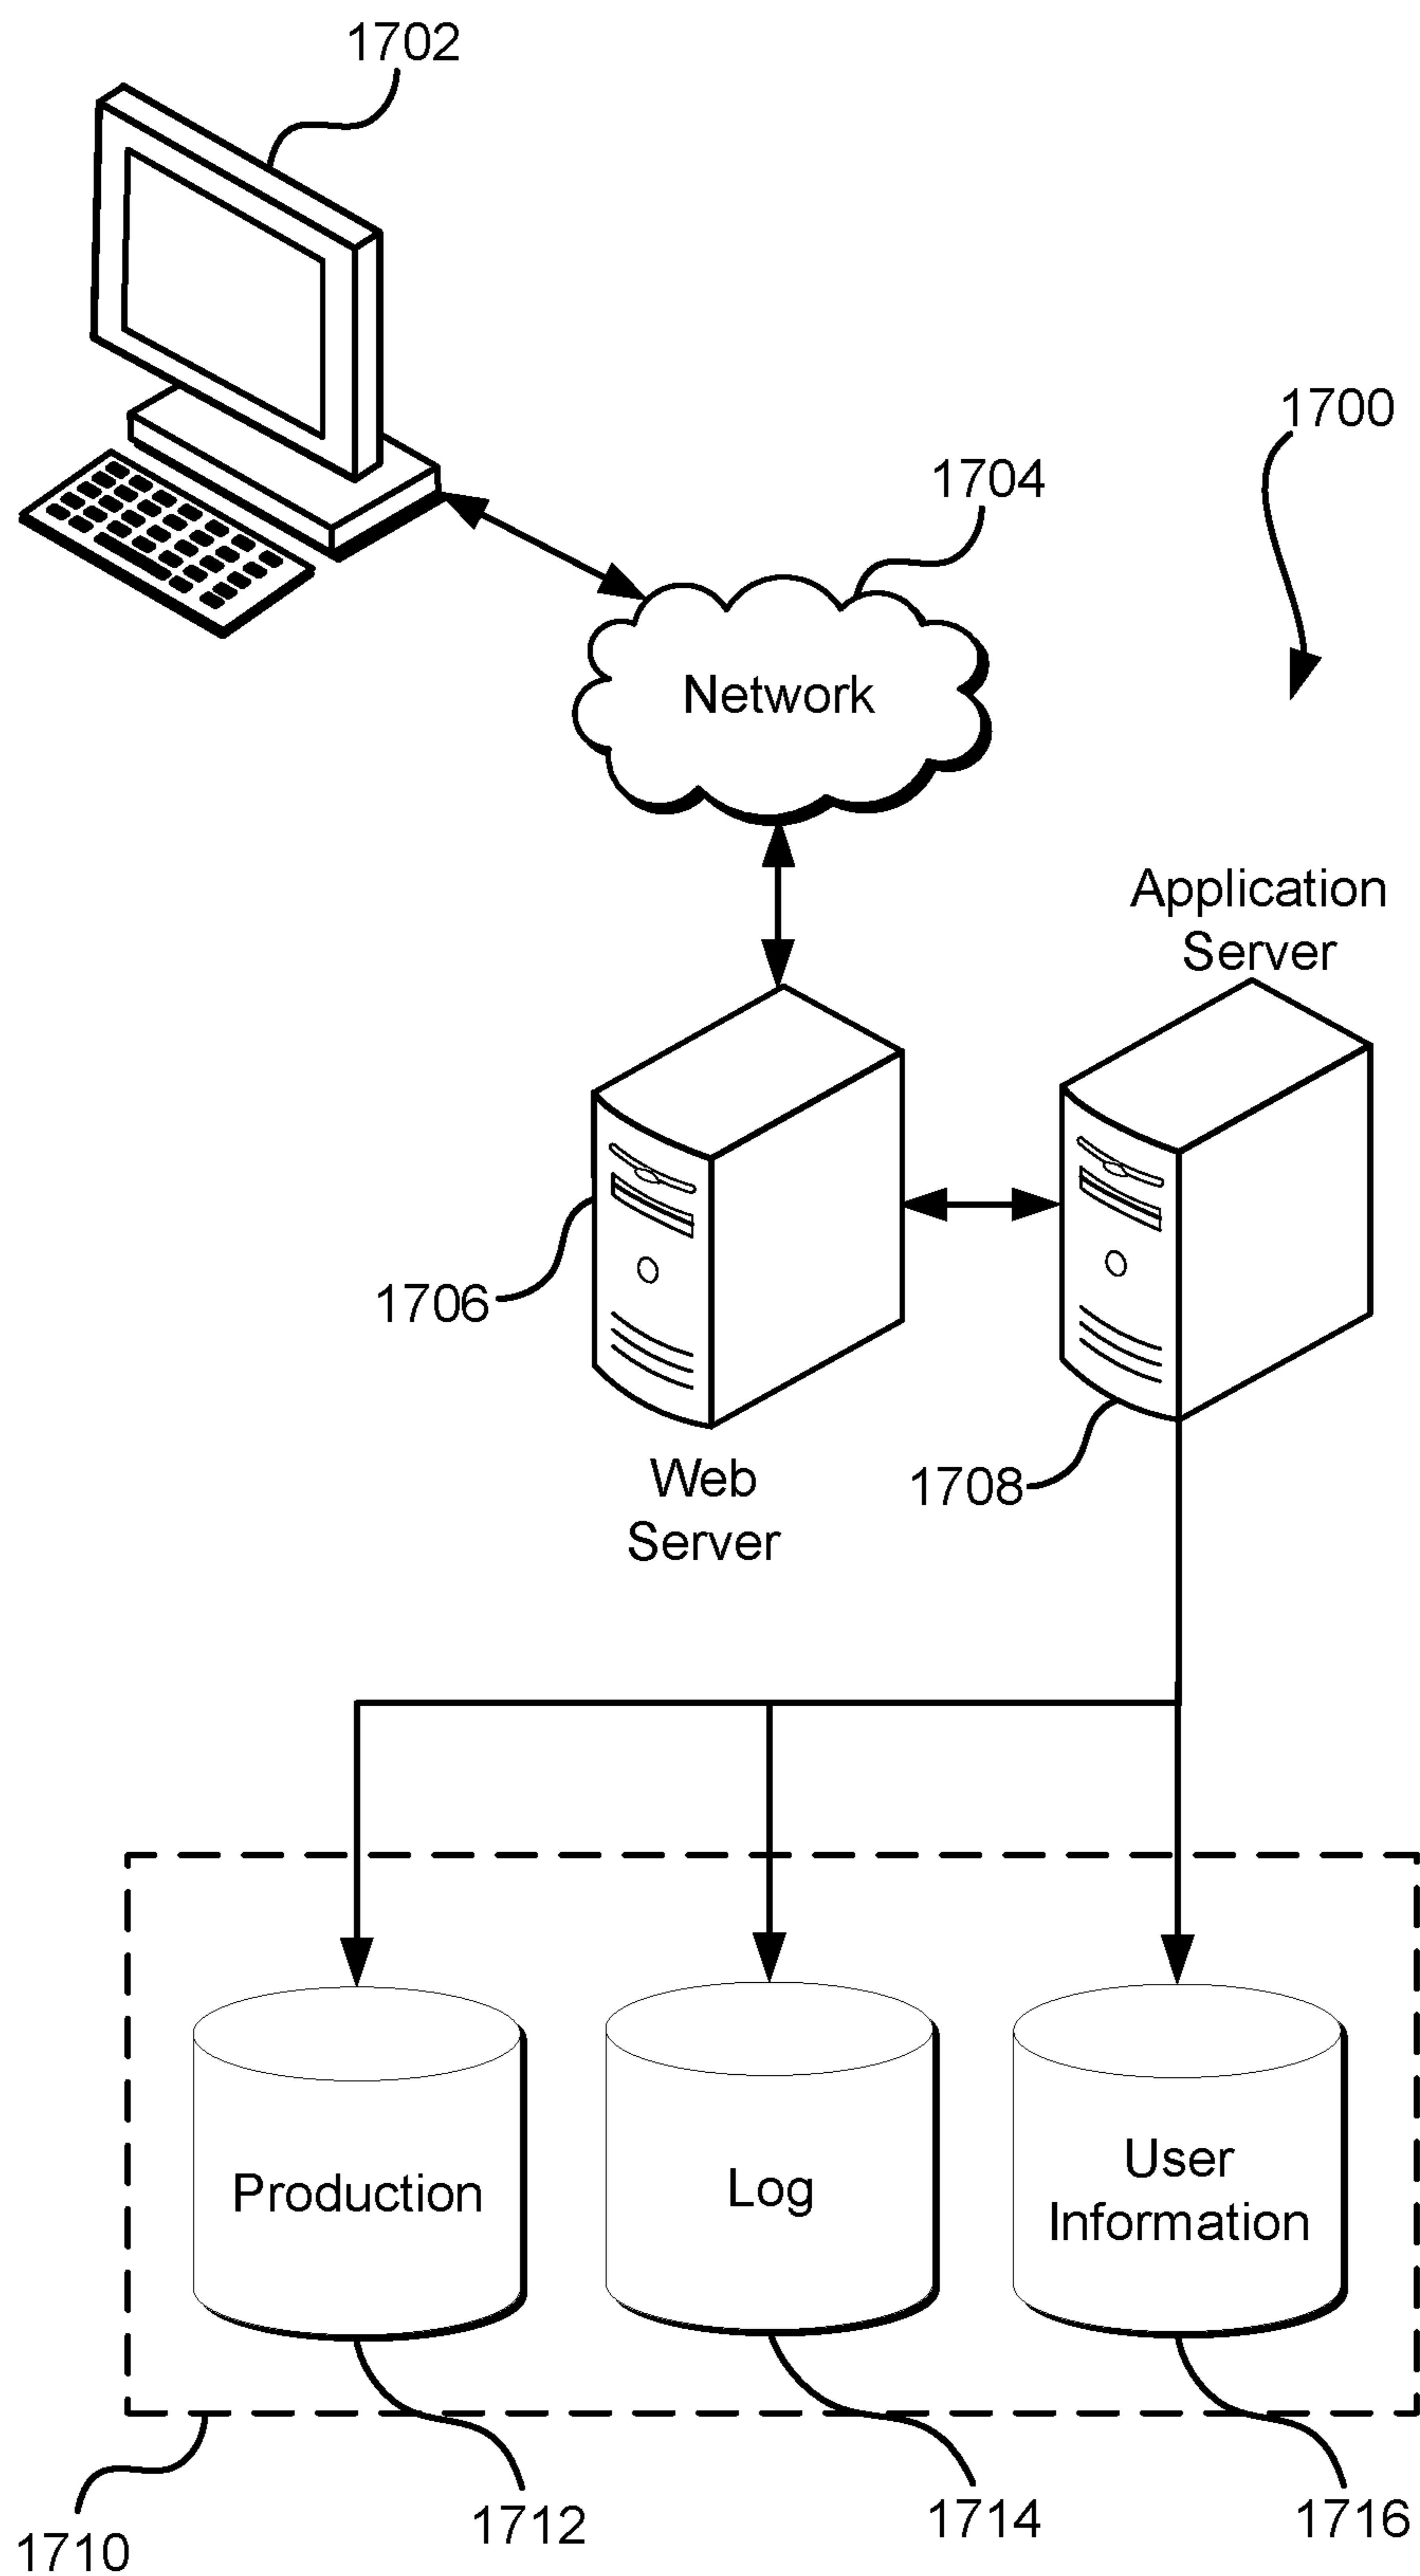 1702
1700
1704
Network
Application
Server
1706
Web
Server
1708
Production
Log
User
Information
1710
1712
1714
1716